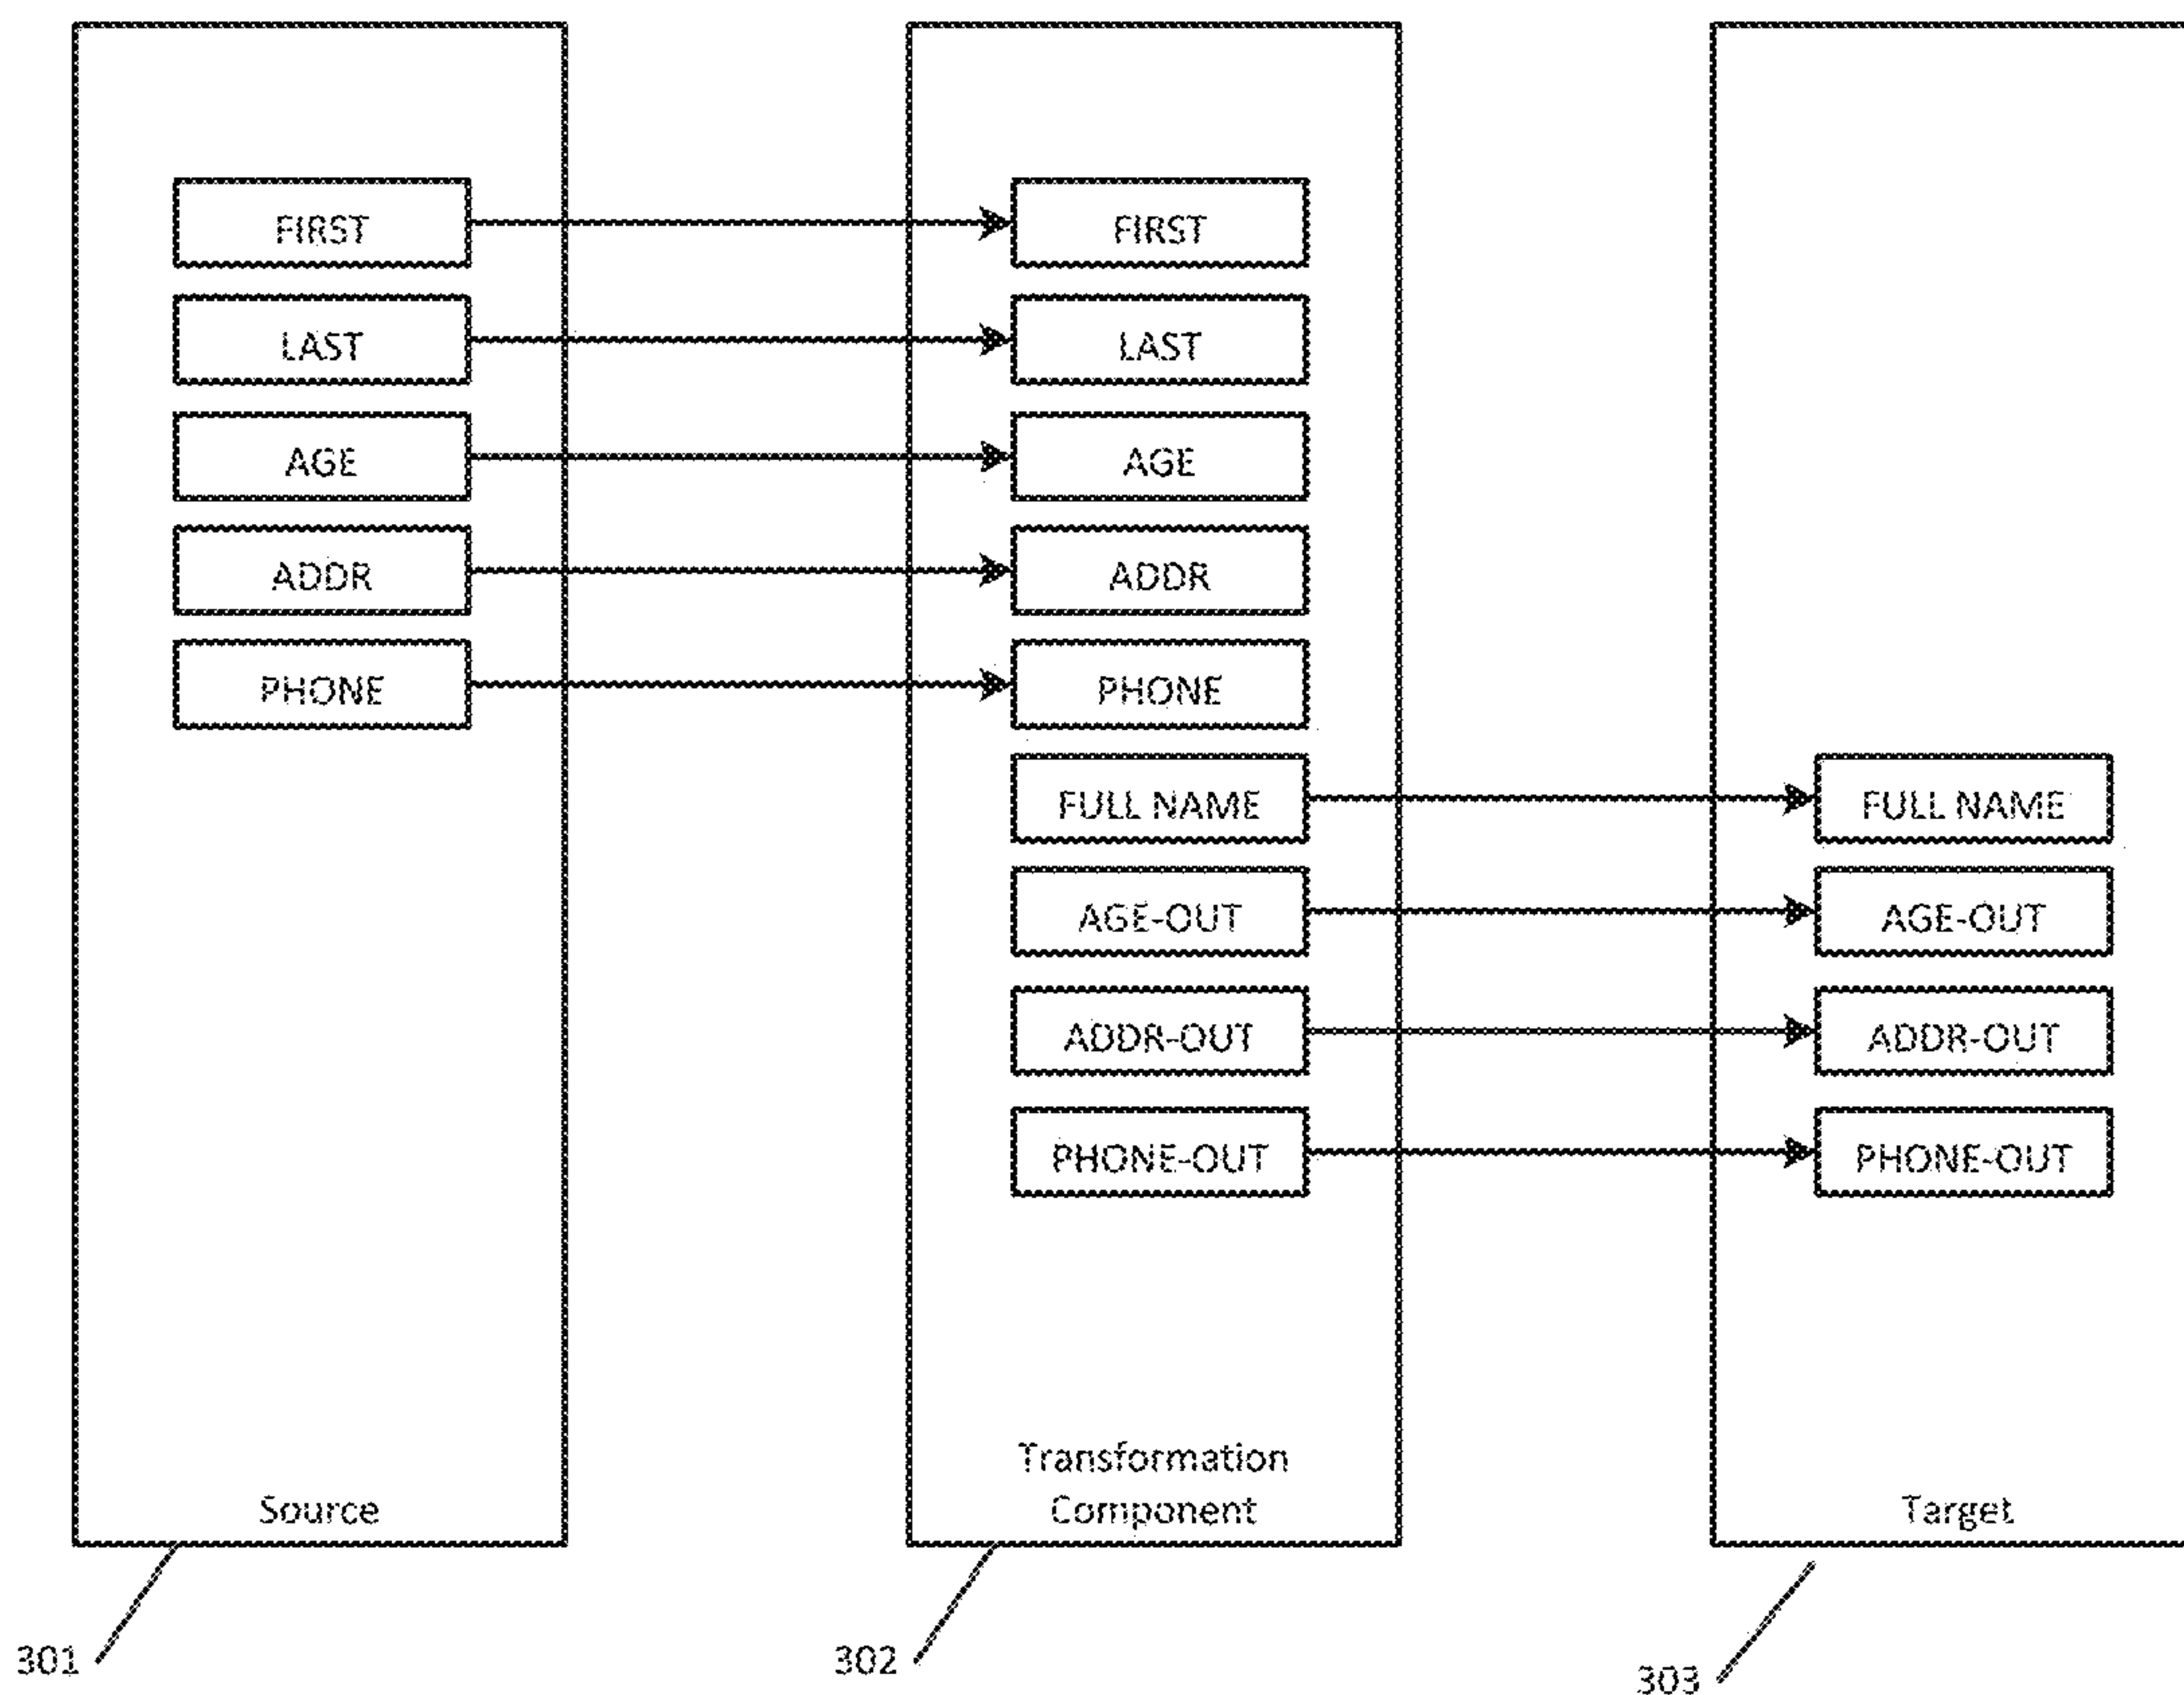 FIRST
FIRST
LAST
LAST
AGE
AGE
ADDR
ADDR
PHONE
PHONE
FULL NAME
FULL NAME
AGE-OUT
AGE-OUT
ADDR-OUT
ADDR-OUT
PHONE-OUT
PHONE-OUT
Source
Transformation
Component
Target
301
302
303